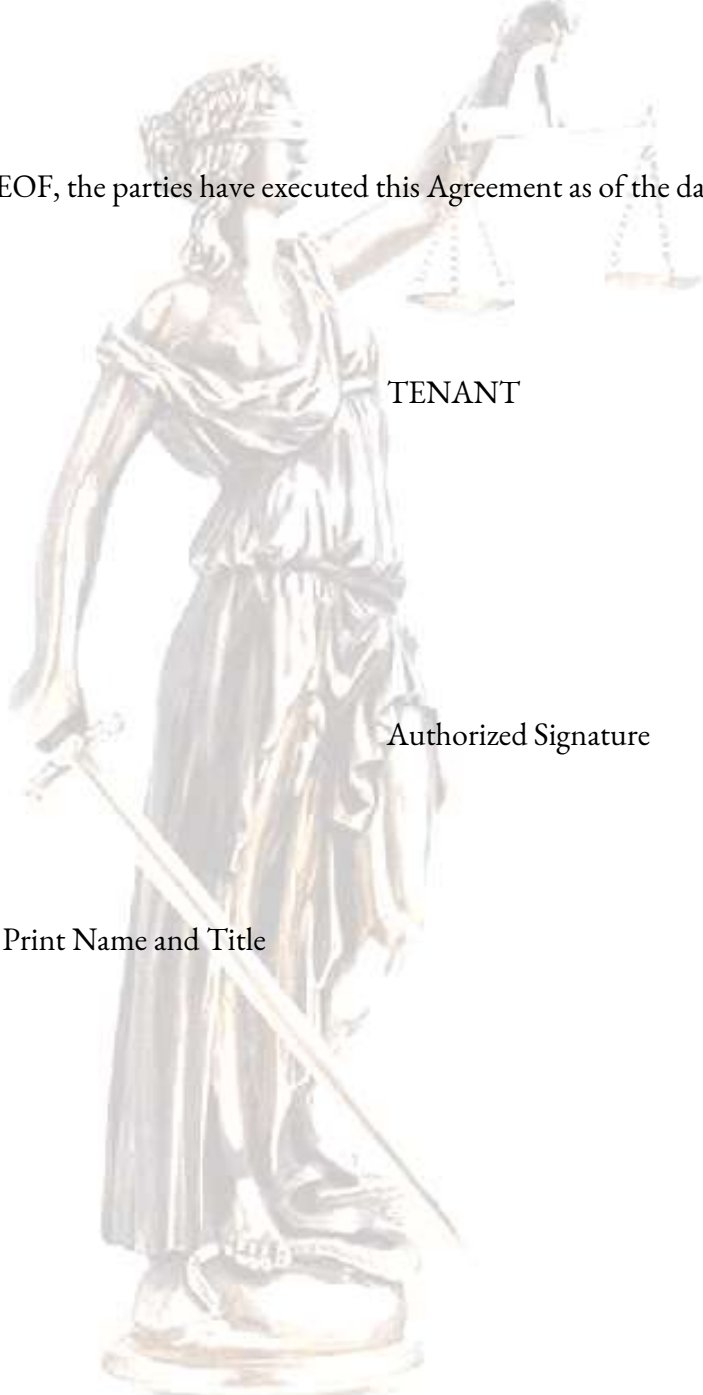 EOF, the parties have executed this Agreement as of the da
TENANT
Authorized Signature
Print Name and Title